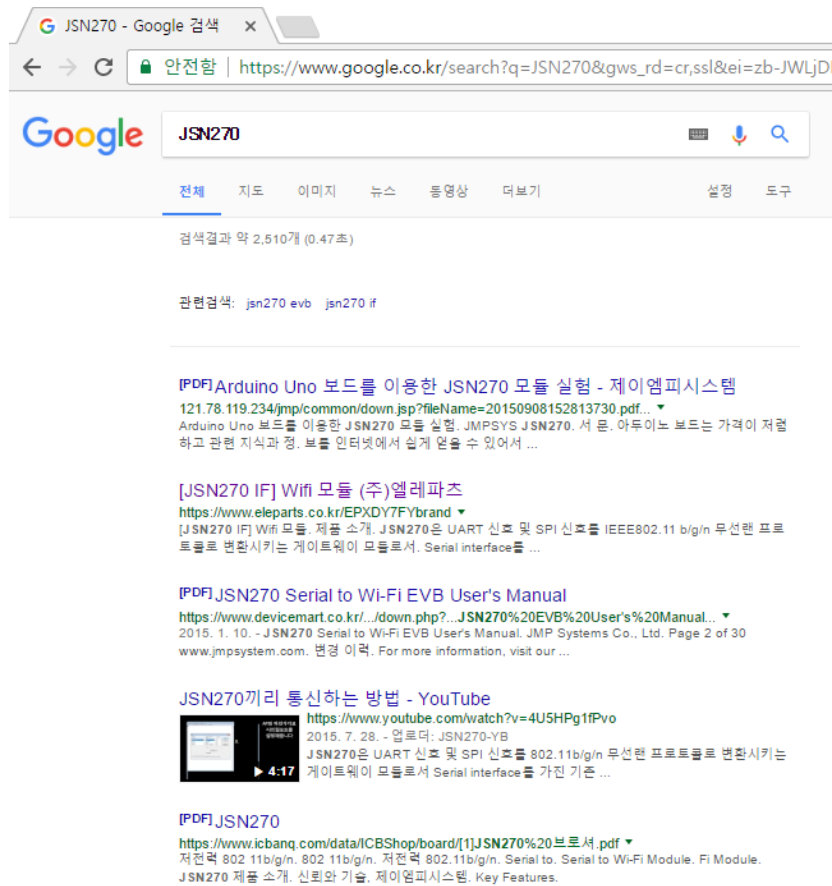 JSN270 - Google 검색
안전함 | https://www.google.co.kr/search?q=JSN270&gws_rd=cr,ssl&ei=zb-JWLjD
Google JSN270
전체 지도 이미지 뉴스 동영상 더보기 설정 도구
검색결과 약 2,510개 (0.47초)
관련검색: jsn270 evb jsn270 if
[PDF] Arduino Uno 보드를 이용한 JSN270 모듈 실험 - 제이엠피시스템
121.78.119.234/jmp/common/down.jsp?fileName=20150908152813730.pdf...
Arduino Uno 보드를 이용한 JSN270 모듈 실험. JMPSYS JSN270. 서 문. 아두이노 보드는 가격이 저렴
하고 관련 지식과 정. 보를 인터넷에서 쉽게 얻을 수 있어서 ...
[JSN270 IF] Wifi 모듈 (주)엘레파츠
https://www.eleparts.co.kr/EPXDY7FYbrand
[JSN270 IF] Wifi 모듈. 제품 소개. JSN270은 UART 신호 및 SPI 신호를 IEEE802.11 b/g/n 무선랜 프로
토콜로 변환시키는 게이트웨이 모듈로서. Serial interface를 ...
[PDF] JSN270 Serial to Wi-Fi EVB User's Manual
https://www.devicemart.co.kr/.../down.php?...JSN270%20EVB%20User's%20Manual...
2015. 1. 10. - JSN270 Serial to Wi-Fi EVB User's Manual. JMP Systems Co., Ltd. Page 2 of 30
www.jmpsystem.com. 변경 이력. For more information, visit our ...
JSN270끼리 통신하는 방법 - YouTube
https://www.youtube.com/watch?v=4U5HPg1fPvo
2015. 7. 28. - 업로더: JSN270-YB
JSN270은 UART 신호 및 SPI 신호를 802.11b/g/n 무선랜 프로토콜로 변환시키는
4:17 게이트웨이 모듈로서 Serial interface를 가진 기존 ...
[PDF] JSN270
https://www.icbanq.com/data/ICBShop/board/[1]JSN270%20브로셔.pdf
저전력 802 11b/g/n. 802 11b/g/n. 저전력 802.11b/g/n. Serial to. Serial to Wi-Fi Module. Fi Module.
JSN270 제품 소개. 신뢰와 기술, 제이엠피시스템. Key Features.